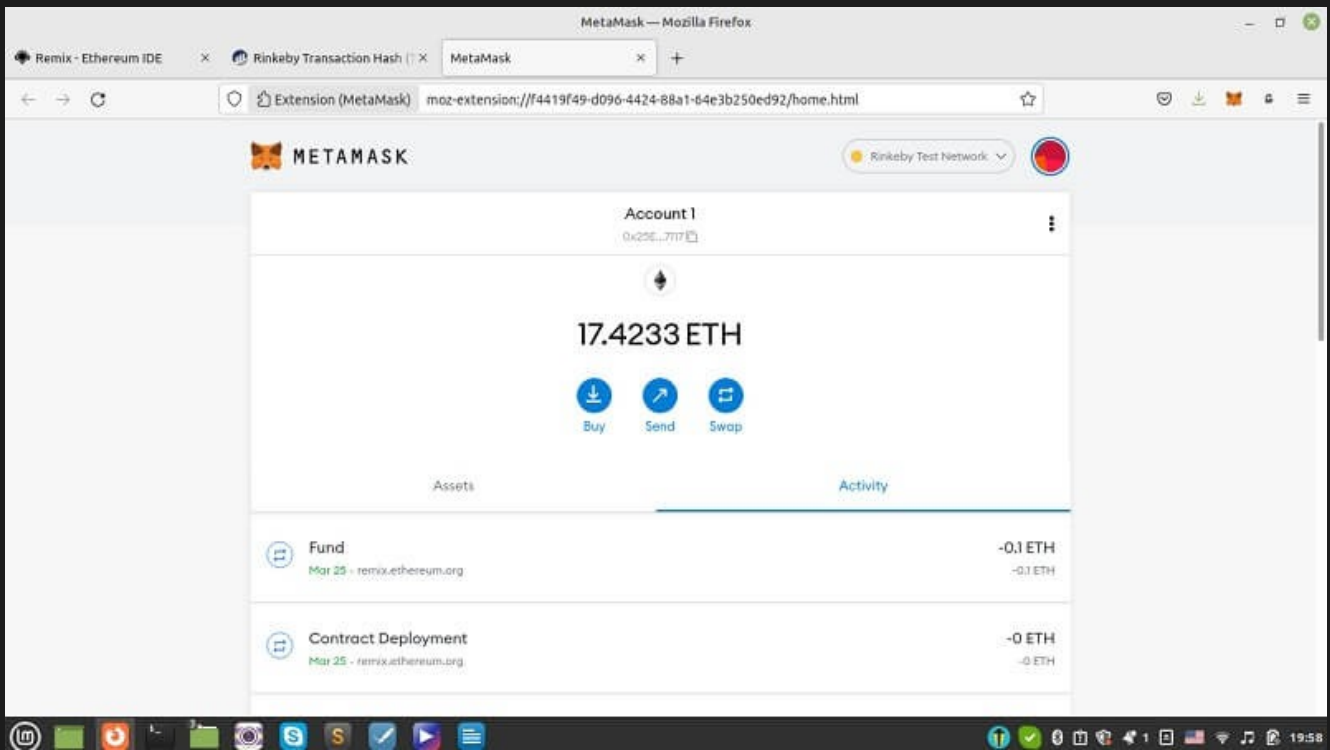 MetaMask — Mozilla Firefox
Remix - Ethereum IDE
Rinkeby Transaction Hash (
MetaMask
Extension (MetaMask) moz-extension://f4419f49-d096-4424-88a1-64e3b250ed92/home.html
METAMASK
Rinkeby Test Network
Account 1
17.4233 ETH
Buy Send Swap
Assets Activity
Fund -0.1 ETH
Mar 25 - remix.ethereum.org -0.1 ETH
Contract Deployment -0 ETH
Mar 25 - remix.ethereum.org -0 ETH
1 19:58